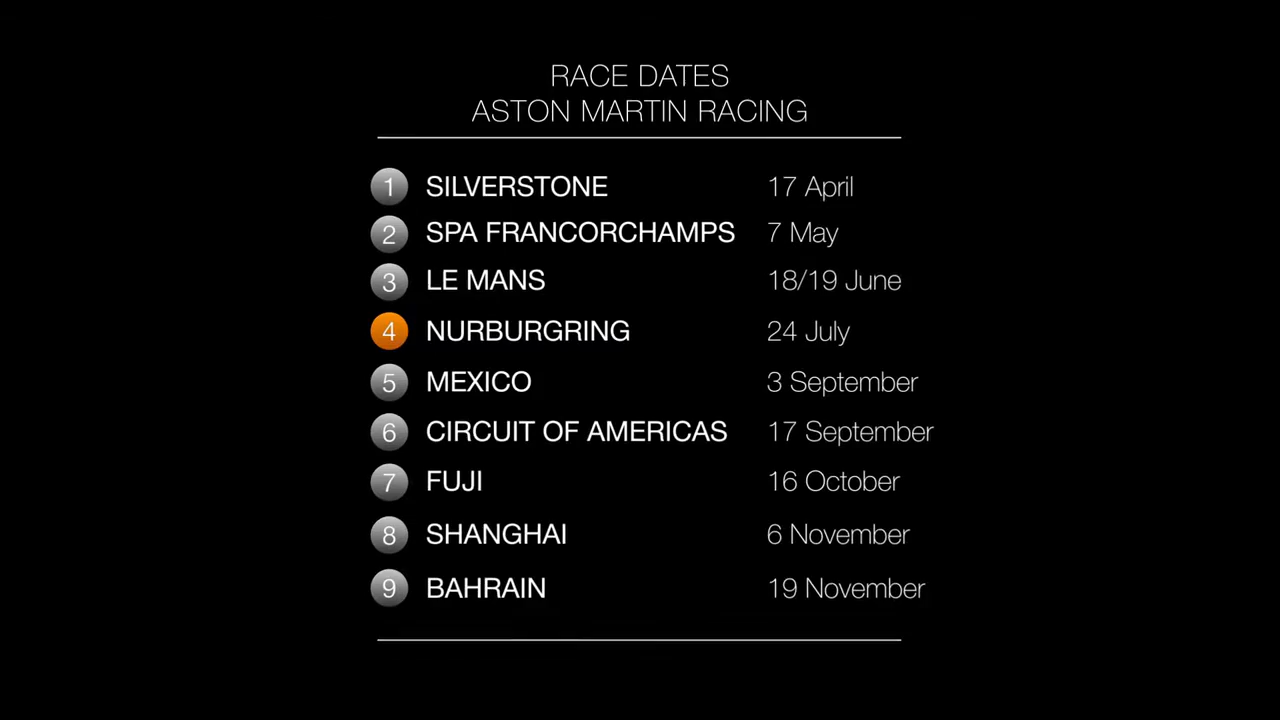 RACE DATES
ASTON MARTIN RACING
1 SILVERSTONE 17 April
2 SPA FRANCORCHAMPS 7 May
3 LE MANS 18/19 June
4 NURBURGRING 24 July
5 MEXICO 3 September
6 CIRCUIT OF AMERICAS 17 September
7 FUJI 16 October
8 SHANGHAI 6 November
9 BAHRAIN 19 November